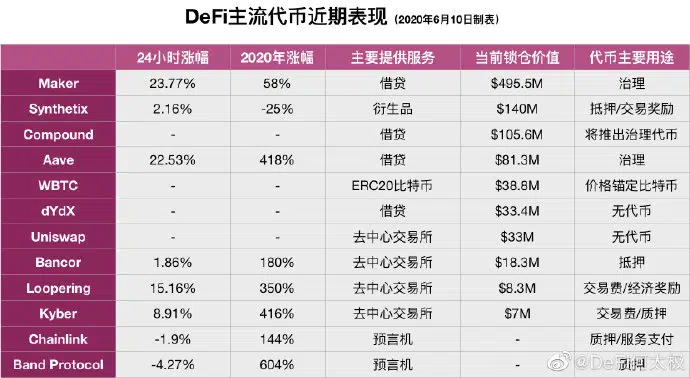 DeFi主流代币近期表现 (2020年6月10日制表)
24小时涨幅 2020年涨幅 主要提供服务 当前锁仓价值 代币主要用途
Maker 23.77% 58% 借贷 $495.5M 治理
Synthetix 2.16% -25% 衍生品 $140M 抵押/交易奖励
Compound - - 借贷 $105.6M 将推出治理代币
Aave 22.53% 418% 借贷 $81.3M 治理
WBTC - - ERC20比特币 $38.8M 价格锚定比特币
dYdX - - 借贷 $33.4M 无代币
Uniswap - - 去中心交易所 $33M 无代币
Bancor 1.86% 180% 去中心交易所 $18.3M 抵押
Loopering 15.16% 350% 去中心交易所 $8.3M 交易费/经济奖励
Kyber 8.91% 416% 去中心交易所 $7M 交易费/质押
Chainlink -1.9% 144% 预言机 - 质押/服务支付
Band Protocol -4.27% 604% 预言机 - 质押